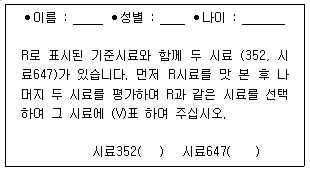 ●이름 : ____ ●성별 : ___ ●나이 : _____
R로 표시된 기준시료와 함께 두 시료 (352, 시
료647)가 있습니다. 먼저 R시료를 맛 본 후 나
머지 두 시료를 평가하여 R과 같은 시료를 선택
하여 그 시료에 (V)표 하여 주십시오.
시료352( ) 시료647( )